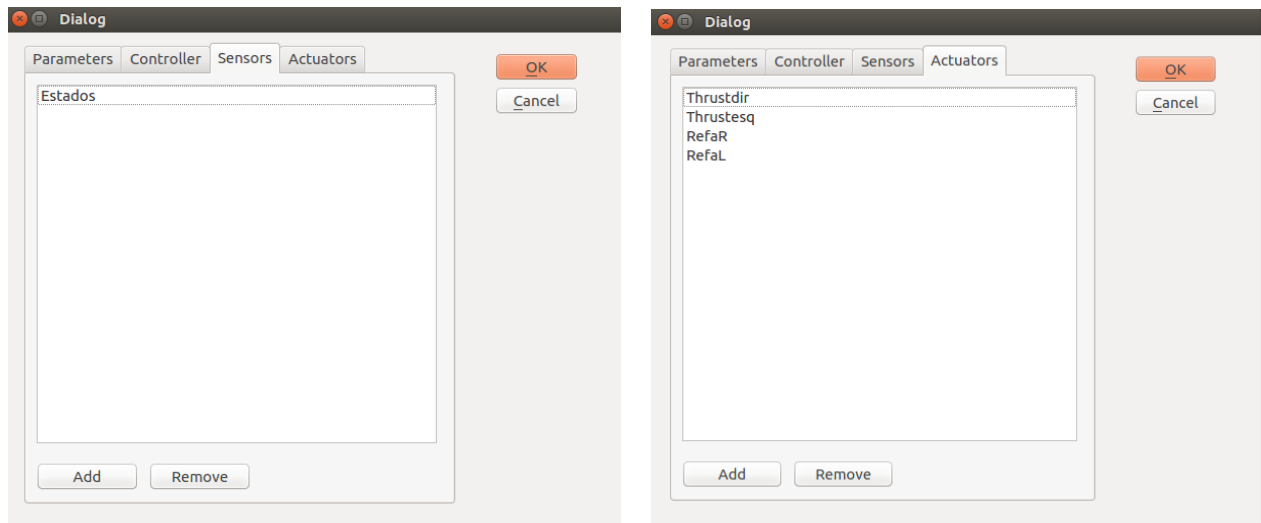 Dialog
Parameters Controller Sensors Actuators
OK
Cancel
Estados
Add Remove
Dialog
Parameters Controller Sensors Actuators
OK
Cancel
Thrustdir
Thrustesq
RefaR
RefaL
Add Remove